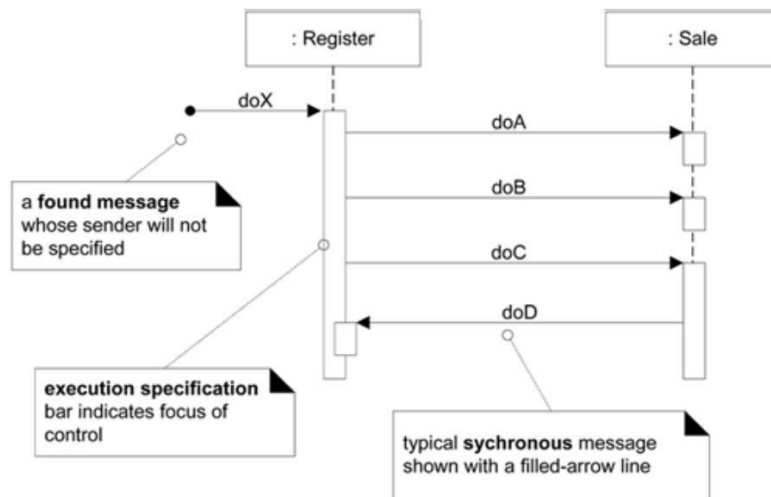 : Register
: Sale
doX
doA
a found message
whose sender will not
be specified
doB
doC
doD
execution specification
bar indicates focus of
control
typical sychronous message
shown with a filled-arrow line